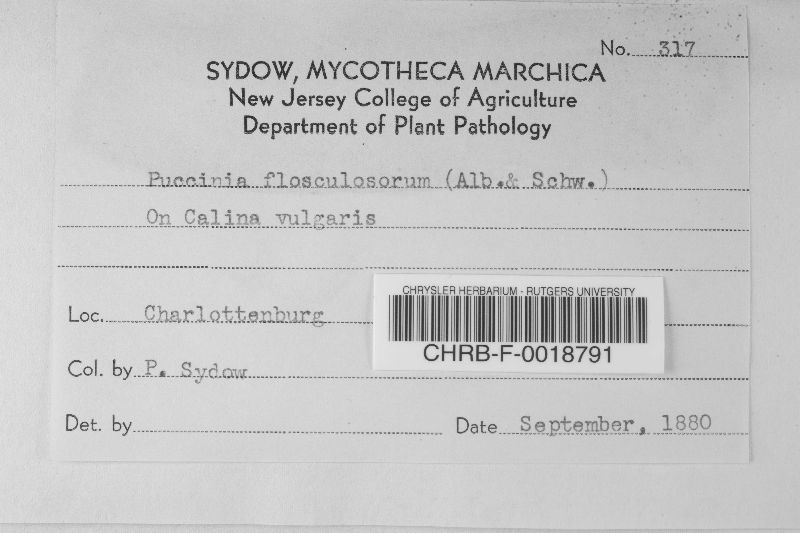 No. 317
SYDOW, MYCOTHECA MARCHICA
New Jersey College of Agriculture
Department of Plant Pathology
Puccinia flosculosorum (Alb.& Schw.)
On Calina vulgaris
Loc. Charlottenburg
CHRYSLER HERBARIUM - RUTGERS UNIVERSITY
CHRB-F-0018791
Col. by P. Sydow
Det. by
Date September, 1880